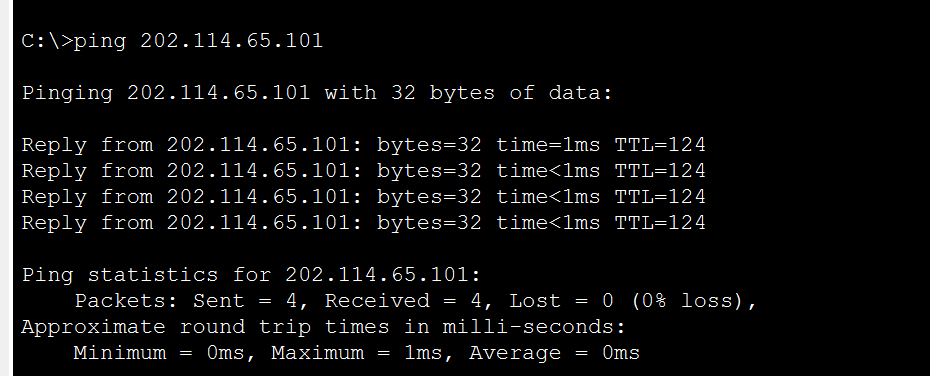 C:\>ping 202.114.65.101
Pinging 202.114.65.101 with 32 bytes of data:
Reply from 202.114.65.101: bytes=32 time=1ms TTL=124
Reply from 202.114.65.101: bytes=32 time<1ms TTL=124
Reply from 202.114.65.101: bytes=32 time<1ms TTL=124
Reply from 202.114.65.101: bytes=32 time<1ms TTL=124
Ping statistics for 202.114.65.101:
    Packets: Sent = 4, Received = 4, Lost = 0 (0% loss),
Approximate round trip times in milli-seconds:
    Minimum = 0ms, Maximum = 1ms, Average = 0ms